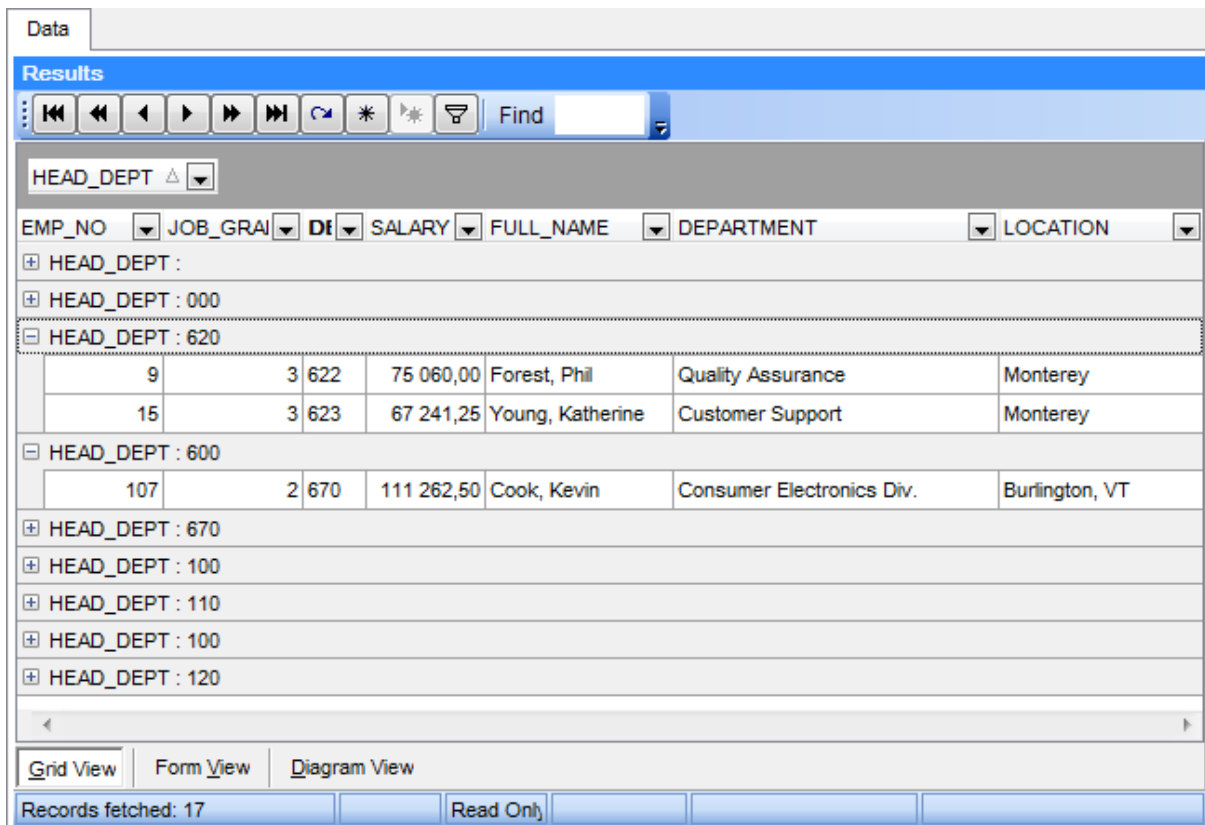 Data
Results
Find
HEAD_DEPT
EMP_NO JOB_GRAI DE SALARY FULL_NAME DEPARTMENT LOCATION
HEAD_DEPT :
HEAD_DEPT : 000
HEAD_DEPT : 620
9 3 622 75 060,00 Forest, Phil Quality Assurance Monterey
15 3 623 67 241,25 Young, Katherine Customer Support Monterey
HEAD_DEPT : 600
107 2 670 111 262,50 Cook, Kevin Consumer Electronics Div. Burlington, VT
HEAD_DEPT : 670
HEAD_DEPT : 100
HEAD_DEPT : 110
HEAD_DEPT : 100
HEAD_DEPT : 120
Grid View Form View Diagram View
Records fetched: 17 Read Only